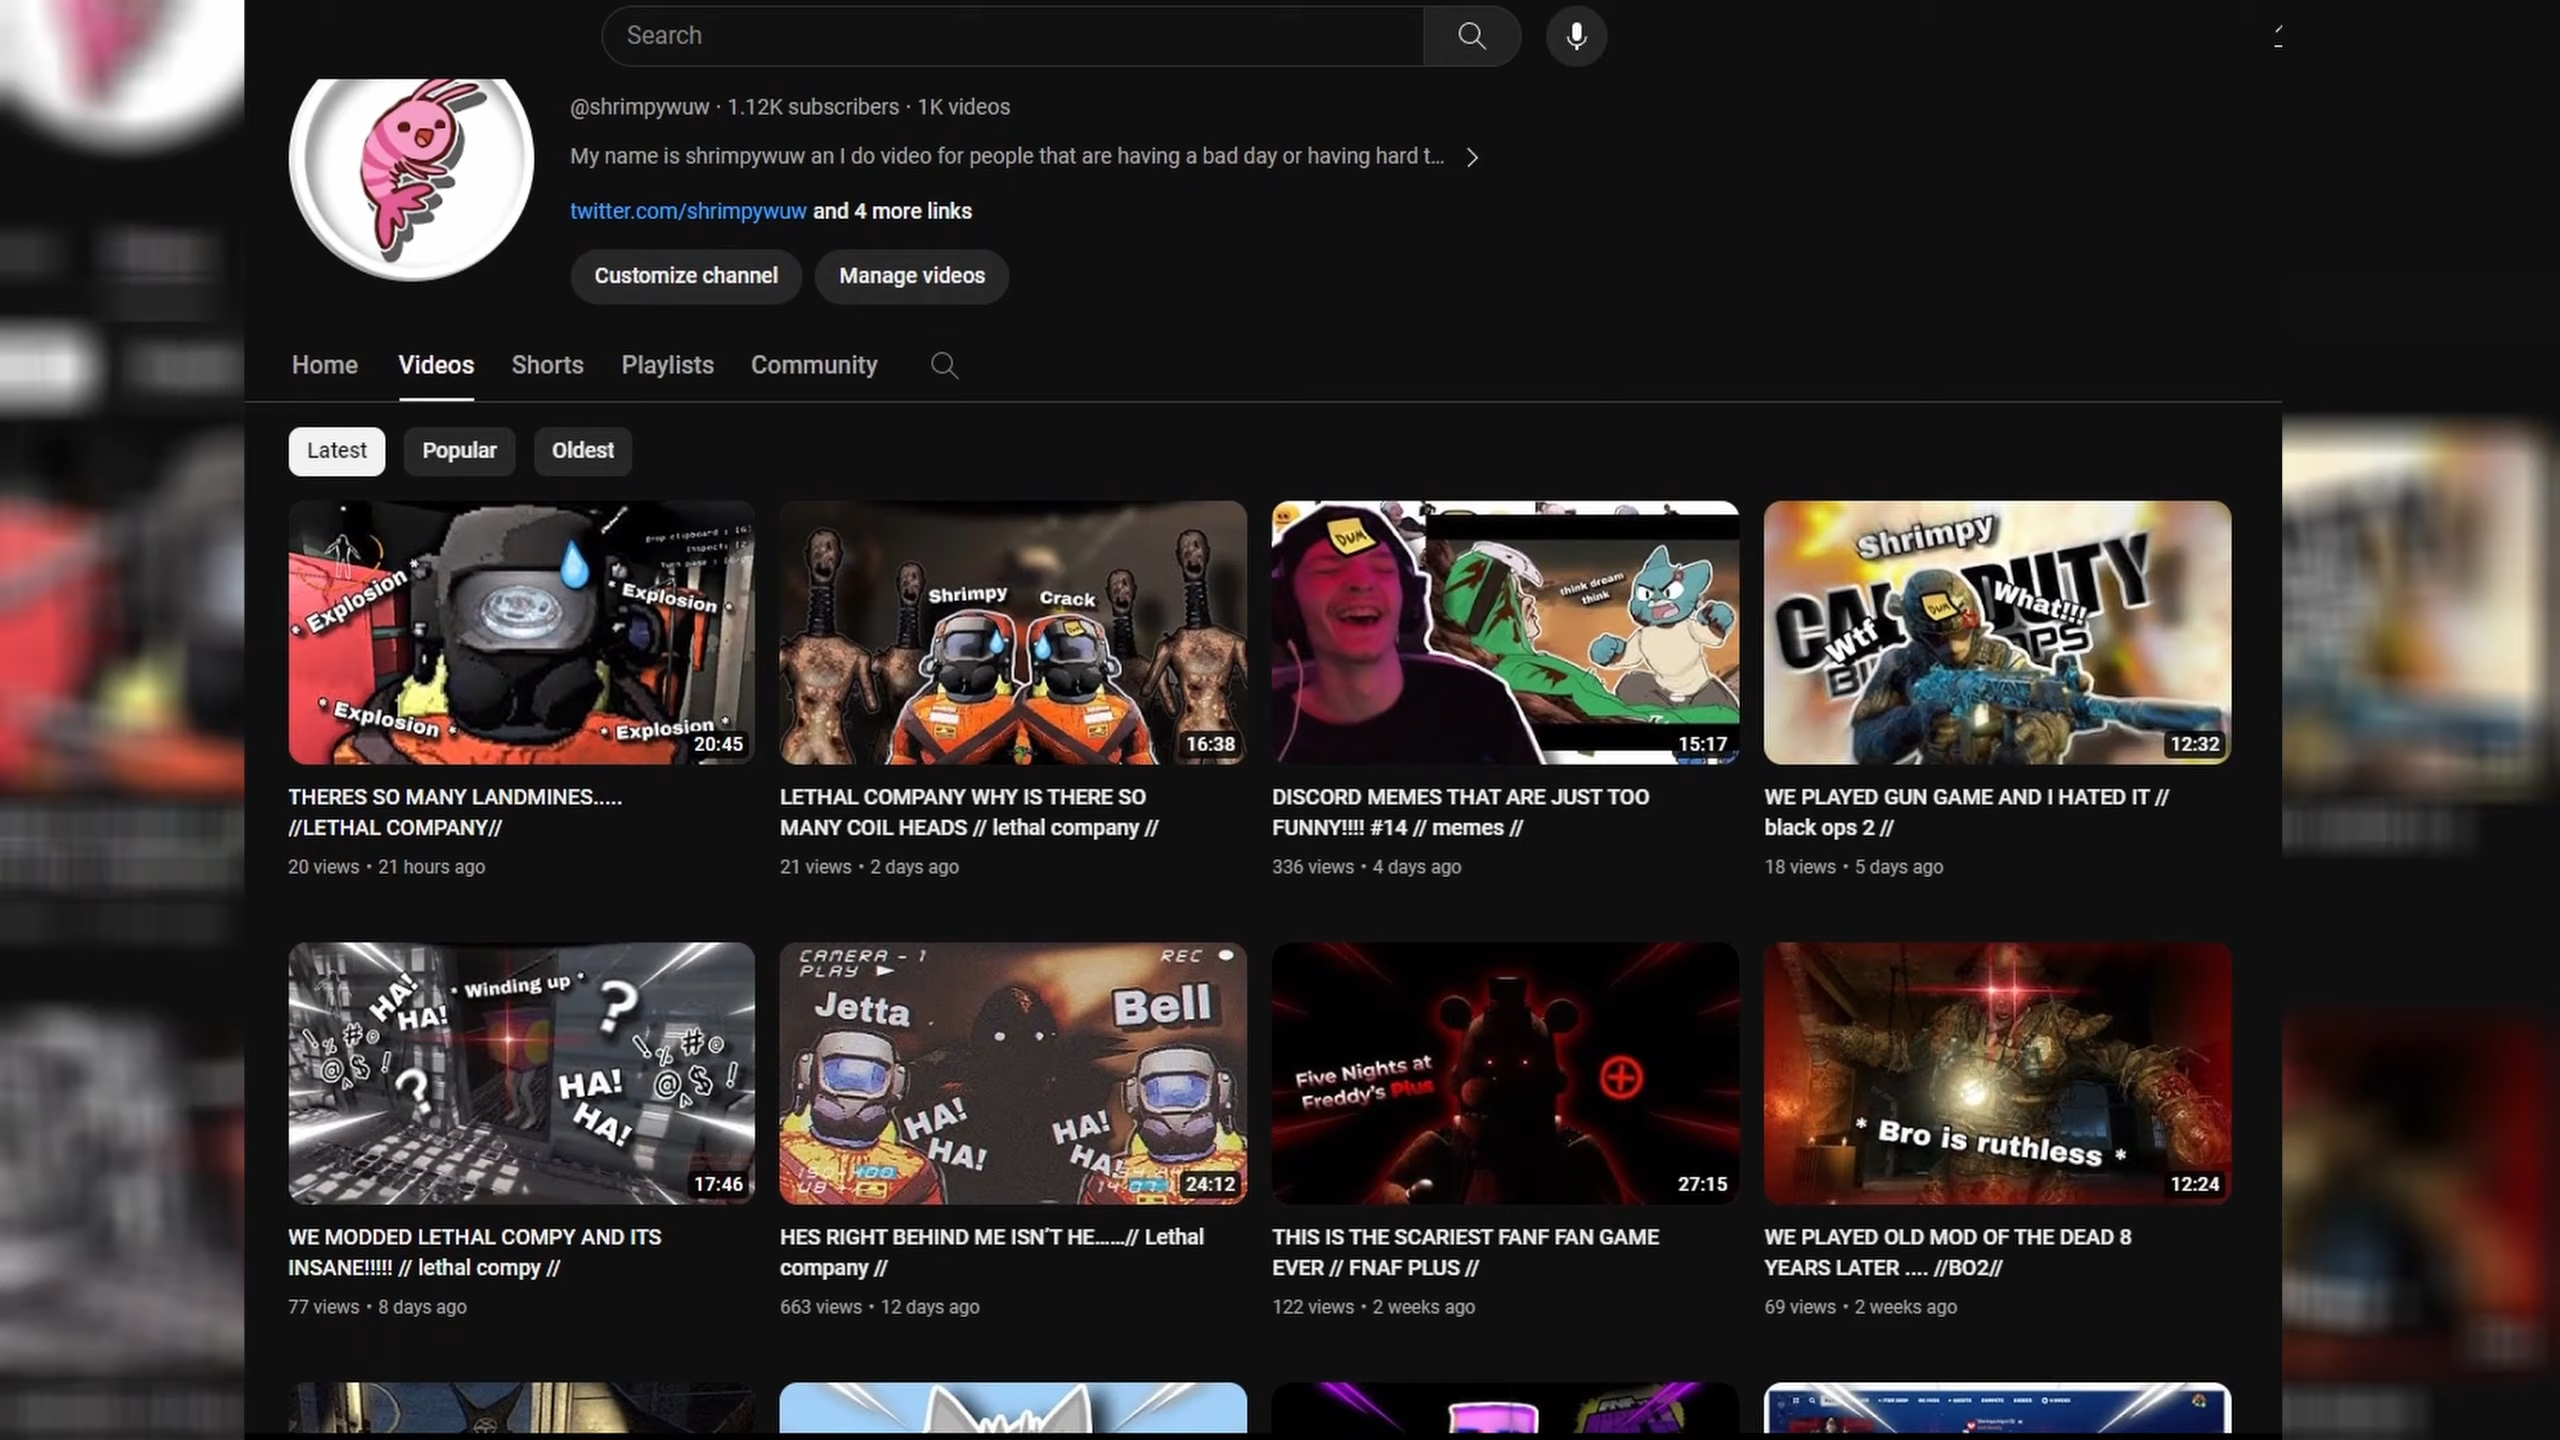 Search
@shrimpywuw · 1.12K subscribers · 1K videos
My name is shrimpywuw an I do video for people that are having a bad day or having hard t...
twitter.com/shrimpywuw and 4 more links
Customize channel
Manage videos
Home
Videos
Shorts
Playlists
Community
Latest
Popular
Oldest
* Explosion *
* Explosion *
* Explosion *
* Explosion *
20:45
Shrimpy
Crack
16:38
DUM
think dream
think
15:17
Shrimpy
CALL DUTY
What!!!
Wtf
DUM
OPS
12:32
THERES SO MANY LANDMINES.....
//LETHAL COMPANY//
20 views • 21 hours ago
LETHAL COMPANY WHY IS THERE SO
MANY COIL HEADS // lethal company //
21 views • 2 days ago
DISCORD MEMES THAT ARE JUST TOO
FUNNY!!!! #14 // memes //
336 views • 4 days ago
WE PLAYED GUN GAME AND I HATED IT //
black ops 2 //
18 views • 5 days ago
HA!
HA!
* Winding up *
?
?
HA!
HA!
17:46
CAMERA - 1
PLAY
REC
Jetta
Bell
HA!
HA!
HA!
HA!
24:12
Five Nights at
Freddy's Plus
27:15
* Bro is ruthless *
12:24
WE MODDED LETHAL COMPY AND ITS
INSANE!!!!! // lethal compy //
77 views • 8 days ago
HES RIGHT BEHIND ME ISN'T HE......// Lethal
company //
663 views • 12 days ago
THIS IS THE SCARIEST FANF FAN GAME
EVER // FNAF PLUS //
122 views • 2 weeks ago
WE PLAYED OLD MOD OF THE DEAD 8
YEARS LATER .... //BO2//
69 views • 2 weeks ago